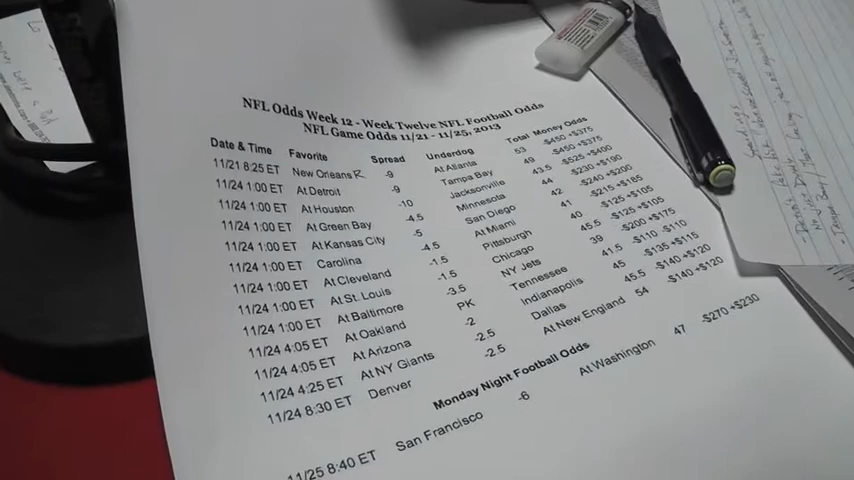 NFL Odds Week 12 - Week Twelve NFL Football Odds
NFL Game Odds 11/21 - 11/25, 2013
Date & Time Favorite Spread Underdog Total Money Odds
11/21 8:25 ET New Orleans R -9 At Atlanta 53 -$450 +$375
11/24 1:00 ET At Detroit -9 Tampa Bay 49 -$450 +$375
11/24 1:00 ET At Houston -10 Jacksonville 43.5 -$525 +$400
11/24 1:00 ET At Green Bay -4.5 Minnesota 44 -$230 +$190
11/24 1:00 ET At Kansas City -5 San Diego 42 -$240 +$200
11/24 1:00 ET Carolina -4.5 At Miami 41 -$215 +$185
11/24 1:00 ET At Cleveland -1.5 Pittsburgh 40 -$125 +$105
11/24 1:00 ET At St. Louis -1.5 Chicago 45.5 -$125 +$105
11/24 1:00 ET At Baltimore -3.5 NY Jets 39 -$200 +$175
11/24 4:05 ET At Oakland PK Tennessee 41.5 -$110 -$110
11/24 4:05 ET At Arizona -2 Indianapolis 45 -$135 +$115
11/24 4:25 ET At NY Giants -2.5 Dallas 45.5 -$140 +$120
11/24 8:30 ET Denver -2.5 At New England 54 -$140 +$120
Monday Night Football Odds
11/25 8:40 ET San Francisco -6 At Washington 47 -$270 +$230